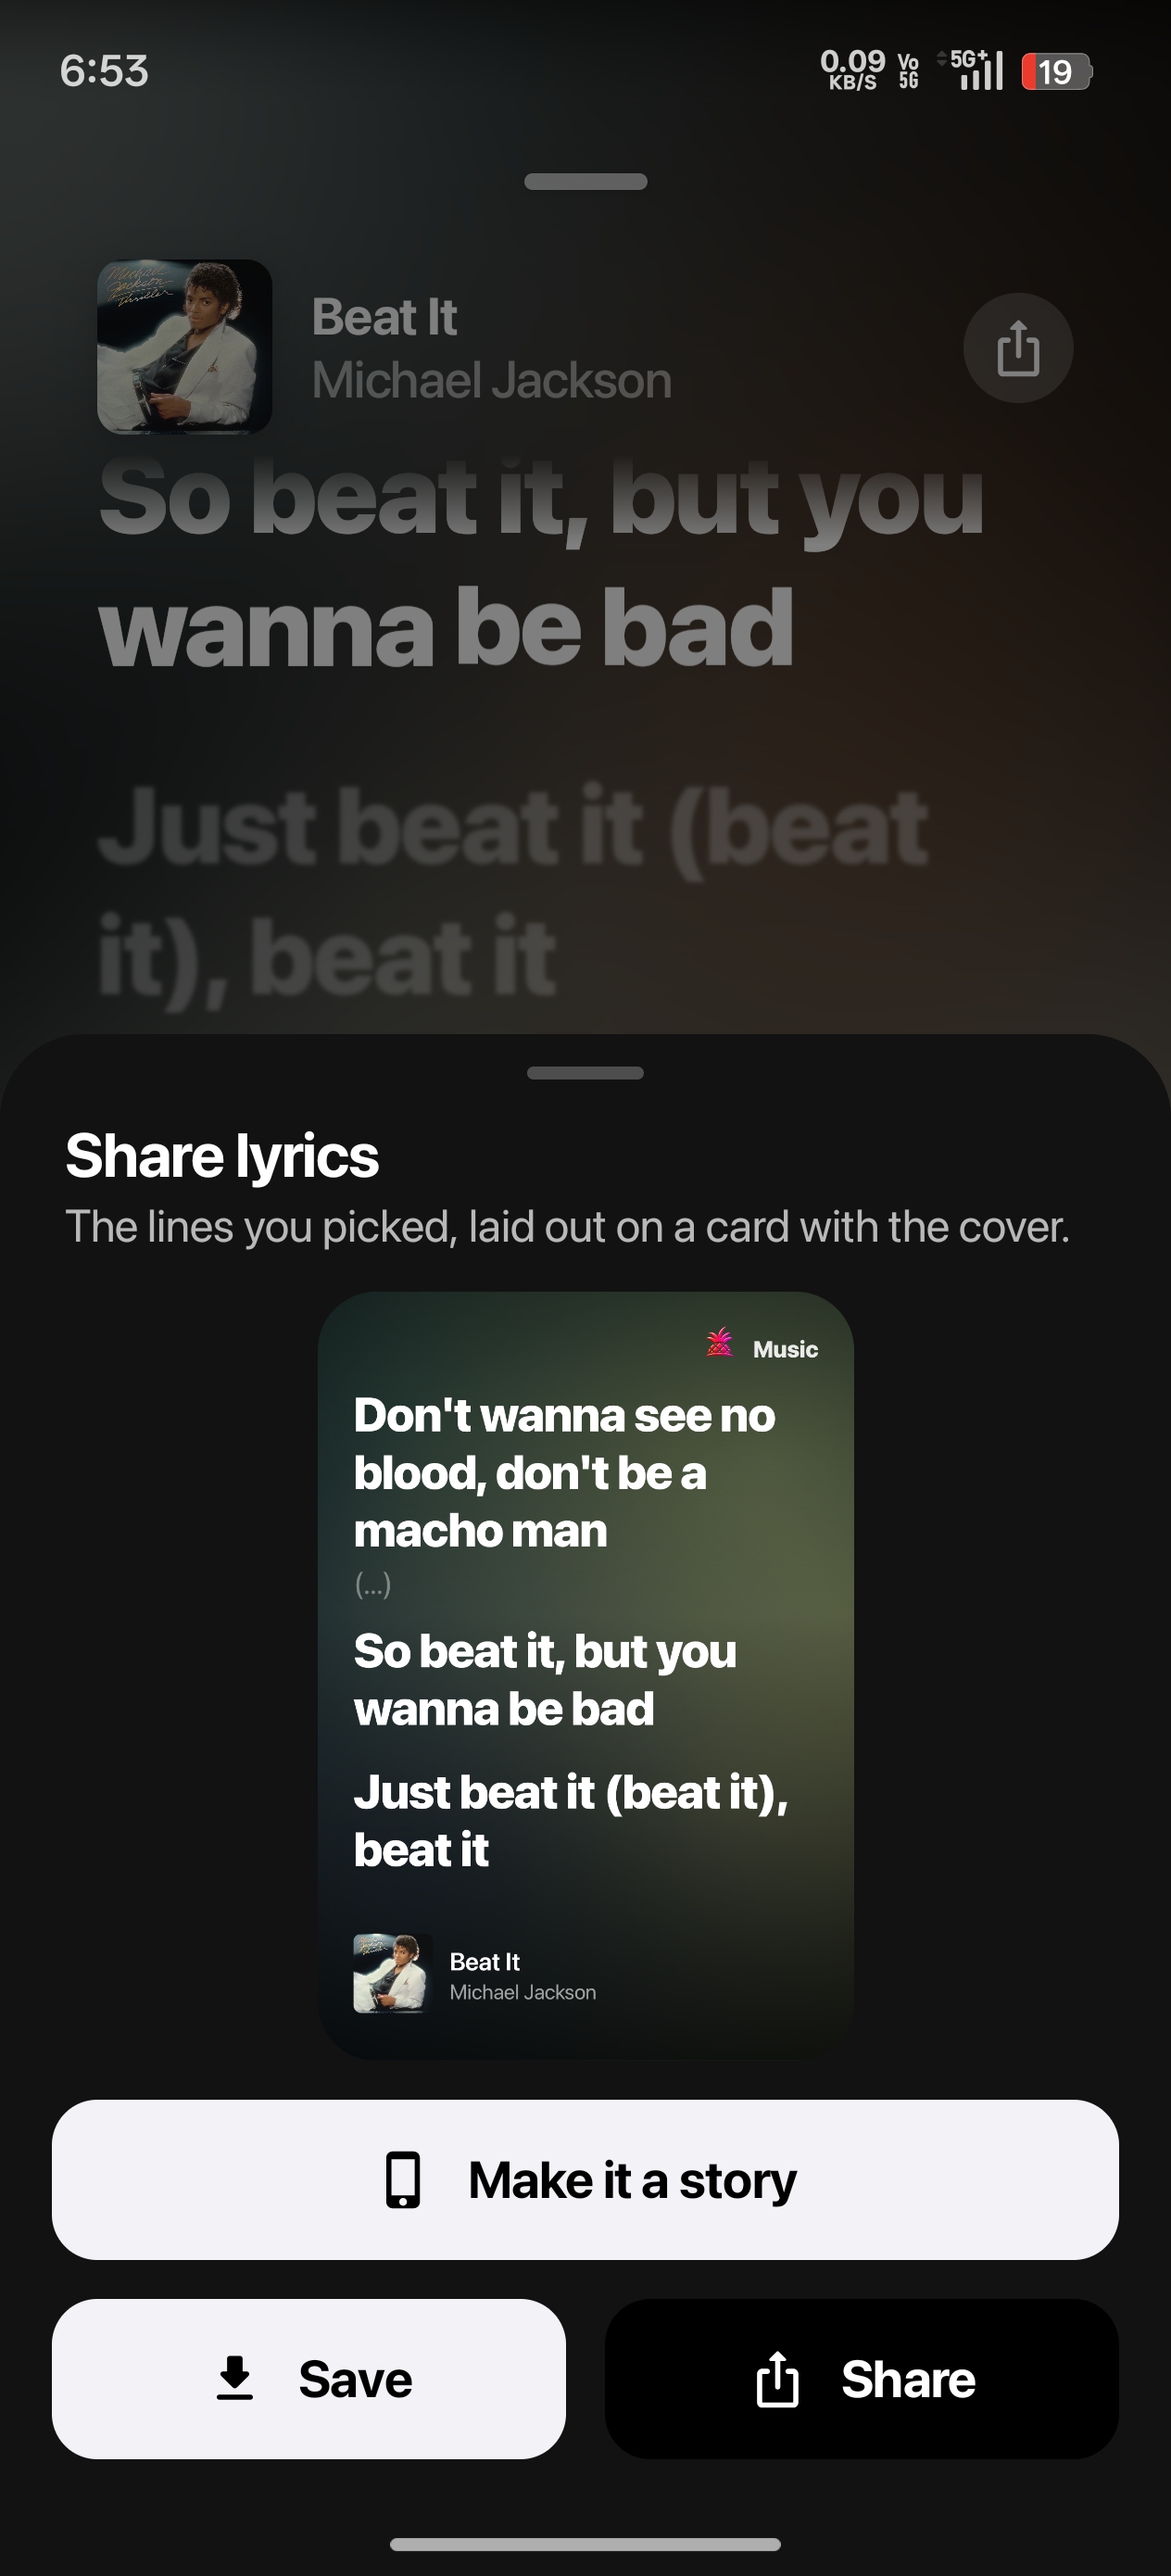 6:53
0.09 KB/S Vo 5G 5G+ 19
Michael Jackson Thriller
Beat It
Michael Jackson
So beat it, but you
wanna be bad
Just beat it (beat
it), beat it
Share lyrics
The lines you picked, laid out on a card with the cover.
Music
Don't wanna see no
blood, don't be a
macho man
(...)
So beat it, but you
wanna be bad
Just beat it (beat it),
beat it
Beat It
Michael Jackson
Make it a story
Save
Share